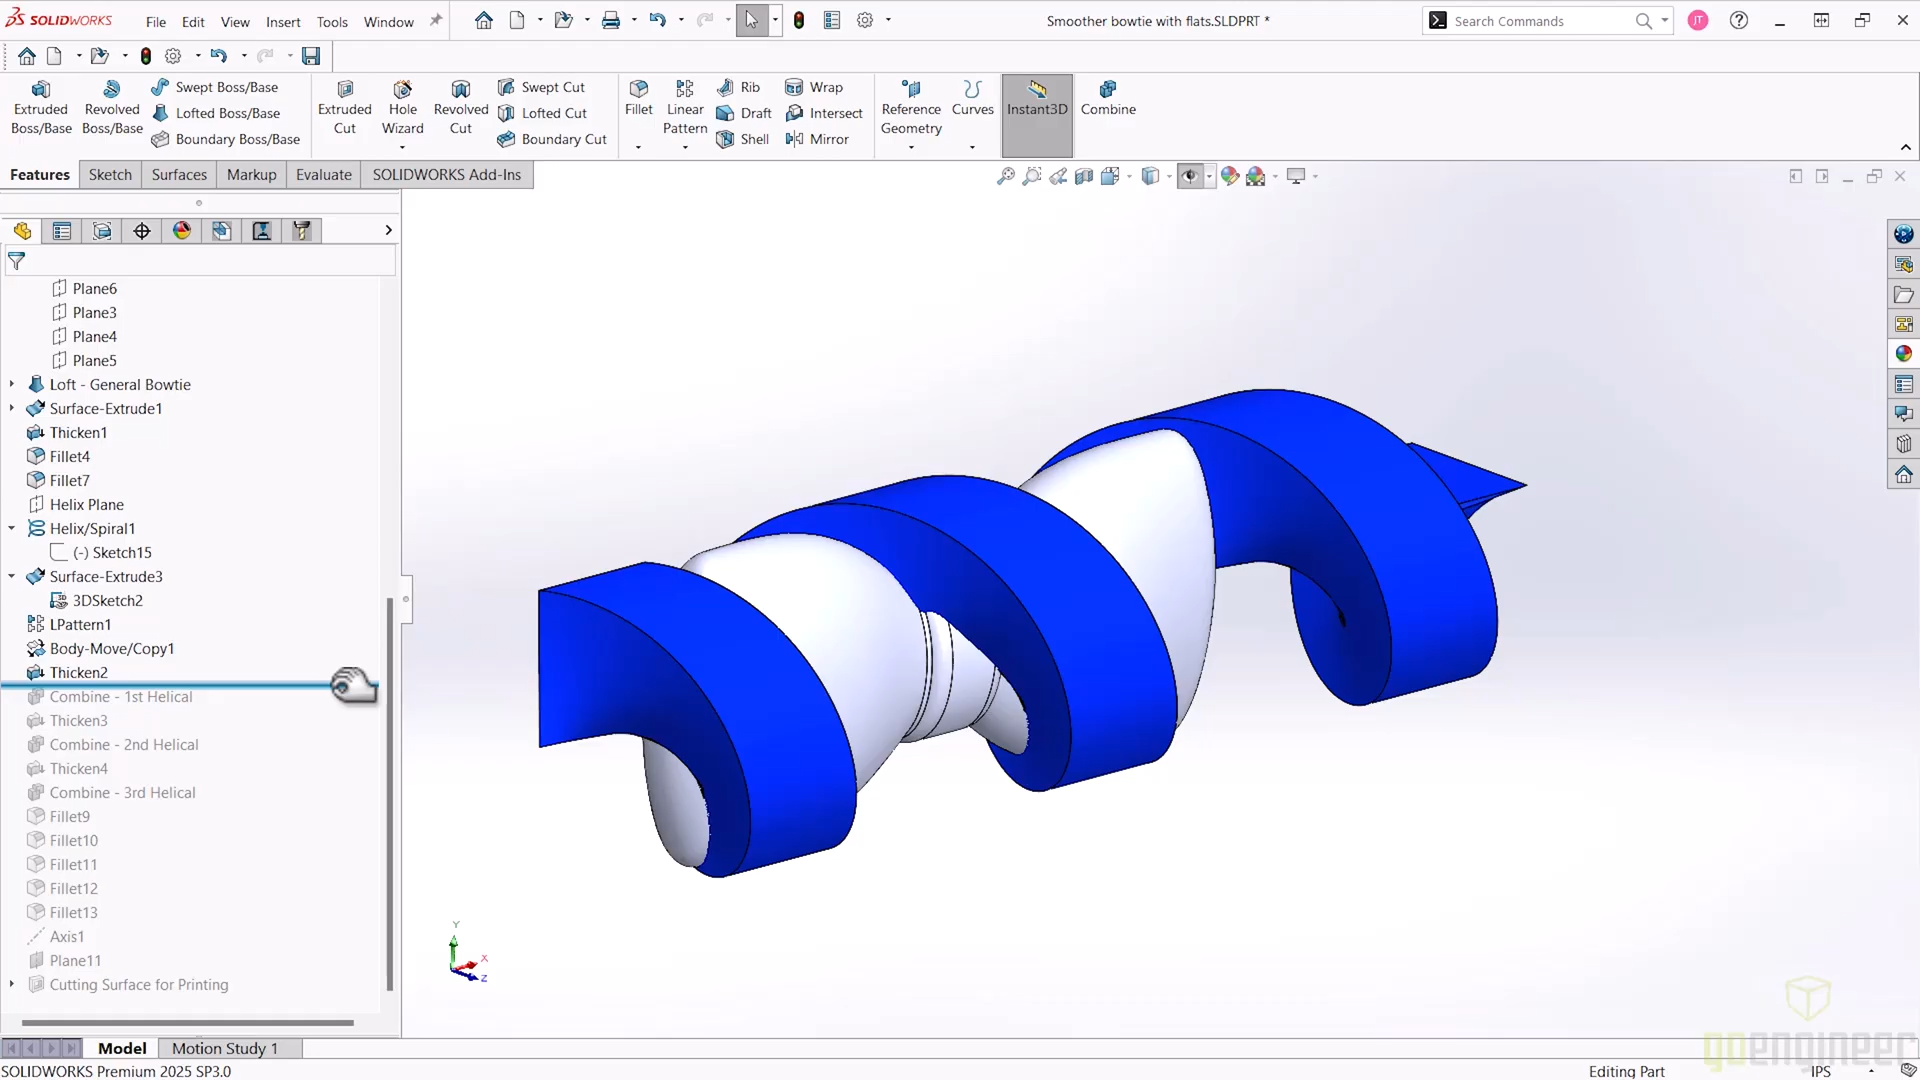 SOLIDWORKS File Edit View Insert Tools Window
Smoother bowtie with flats.SLDPRT *
Search Commands
JT
Extruded Boss/Base
Revolved Boss/Base
Swept Boss/Base
Lofted Boss/Base
Boundary Boss/Base
Extruded Cut
Hole Wizard
Revolved Cut
Swept Cut
Lofted Cut
Boundary Cut
Fillet
Linear Pattern
Rib
Draft
Shell
Wrap
Intersect
Mirror
Reference Geometry
Curves
Instant3D
Combine
Features Sketch Surfaces Markup Evaluate SOLIDWORKS Add-Ins
Plane6
Plane3
Plane4
Plane5
Loft - General Bowtie
Surface-Extrude1
Thicken1
Fillet4
Fillet7
Helix Plane
Helix/Spiral1
(-) Sketch15
Surface-Extrude3
3DSketch2
LPattern1
Body-Move/Copy1
Thicken2
Combine - 1st Helical
Thicken3
Combine - 2nd Helical
Thicken4
Combine - 3rd Helical
Fillet9
Fillet10
Fillet11
Fillet12
Fillet13
Axis1
Plane11
Cutting Surface for Printing
Y
X
Z
goengineer
Model Motion Study 1
SOLIDWORKS Premium 2025 SP3.0
Editing Part
IPS